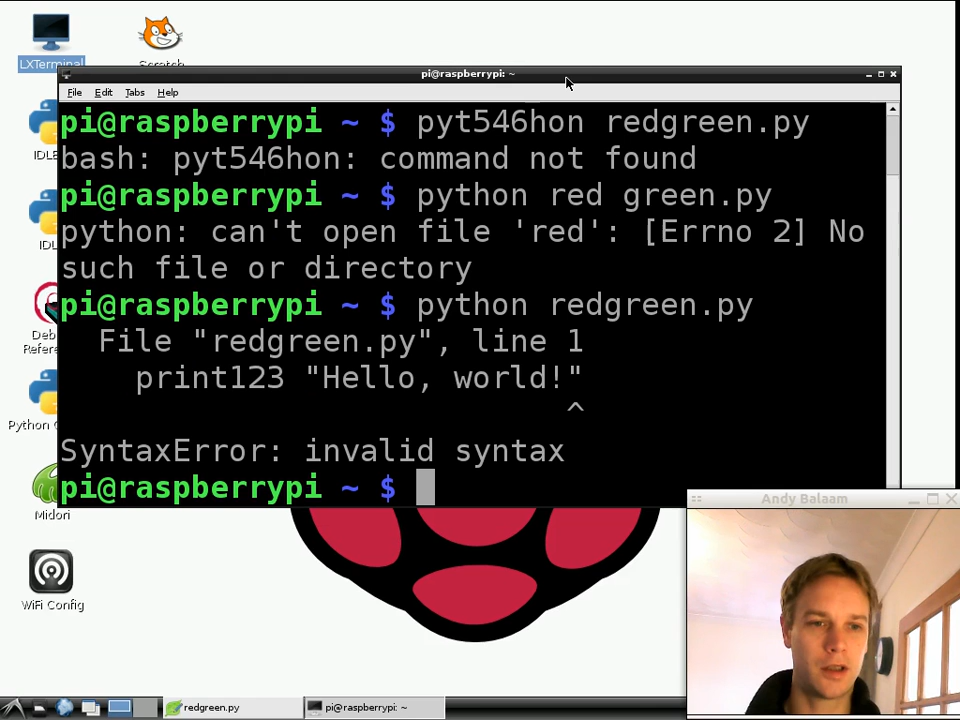 LXTerminal
Scratch
pi@raspberrypi: ~
File Edit Tabs Help
pi@raspberrypi ~ $ pyt546hon redgreen.py
bash: pyt546hon: command not found
pi@raspberrypi ~ $ python red green.py
python: can't open file 'red': [Errno 2] No
such file or directory
pi@raspberrypi ~ $ python redgreen.py
File "redgreen.py", line 1
print123 "Hello, world!"
^
SyntaxError: invalid syntax
pi@raspberrypi ~ $
Python
Midori
WiFi Config
Andy Balaam
redgreen.py
pi@raspberrypi: ~